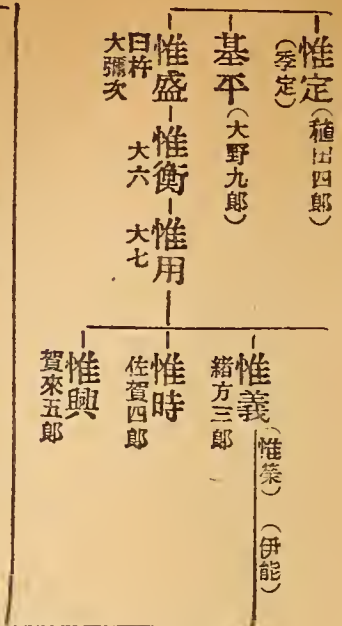 惟定(稙田四郎)
(季定)
基平(大野九郎)
惟盛―惟衡―惟用
臼杵
大彌次
大六
大七
惟義(惟榮)(伊能)
緒方三郎
惟時
佐賀四郎
惟興
賀來五郎